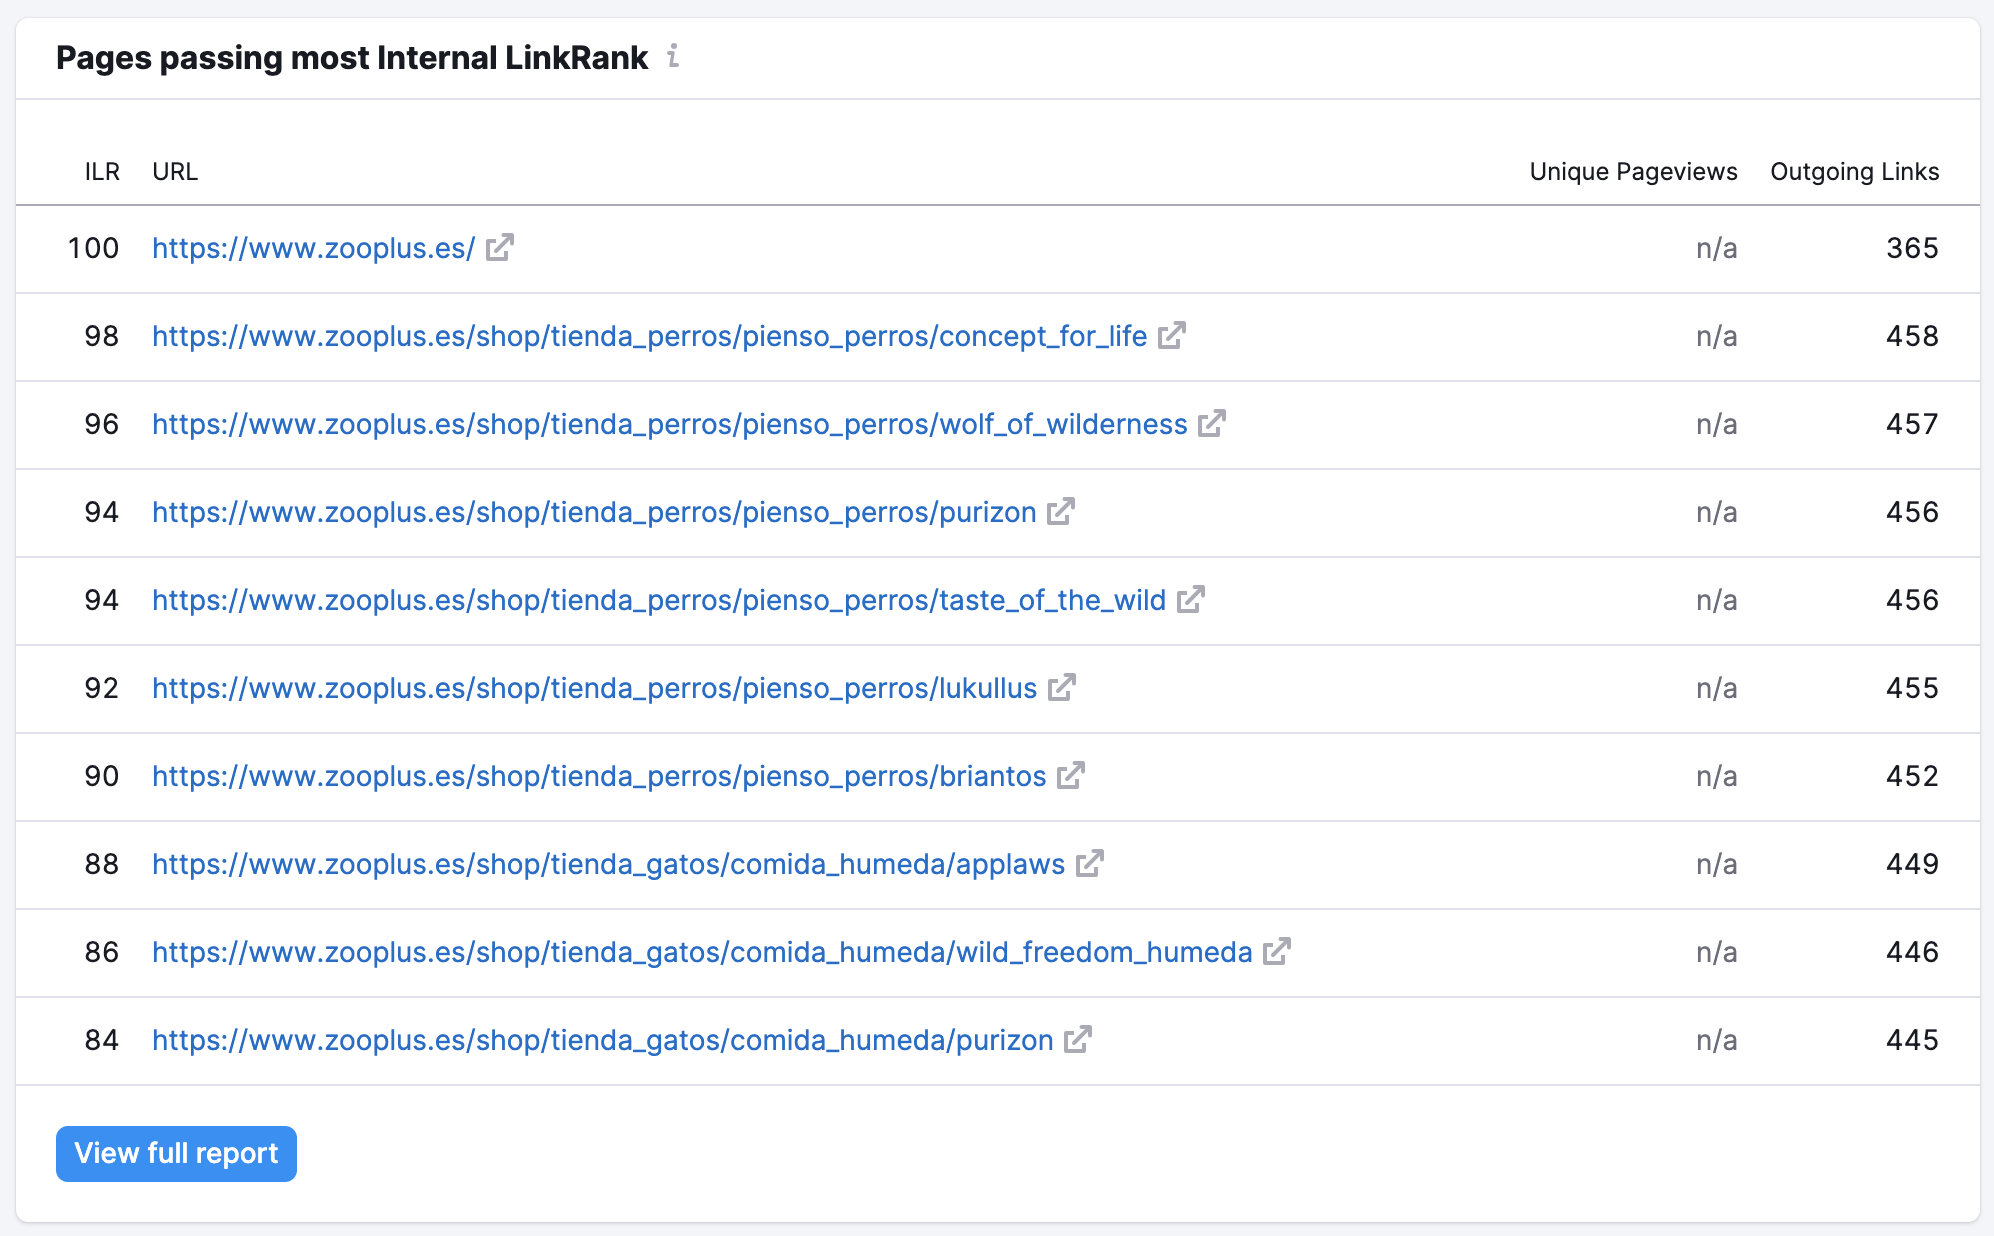 Pages passing most Internal LinkRank i
ILR URL Unique Pageviews Outgoing Links
100 https://www.zooplus.es/ n/a 365
98 https://www.zooplus.es/shop/tienda_perros/pienso_perros/concept_for_life n/a 458
96 https://www.zooplus.es/shop/tienda_perros/pienso_perros/wolf_of_wilderness n/a 457
94 https://www.zooplus.es/shop/tienda_perros/pienso_perros/purizon n/a 456
94 https://www.zooplus.es/shop/tienda_perros/pienso_perros/taste_of_the_wild n/a 456
92 https://www.zooplus.es/shop/tienda_perros/pienso_perros/lukullus n/a 455
90 https://www.zooplus.es/shop/tienda_perros/pienso_perros/briantos n/a 452
88 https://www.zooplus.es/shop/tienda_gatos/comida_humeda/applaws n/a 449
86 https://www.zooplus.es/shop/tienda_gatos/comida_humeda/wild_freedom_humeda n/a 446
84 https://www.zooplus.es/shop/tienda_gatos/comida_humeda/purizon n/a 445
View full report